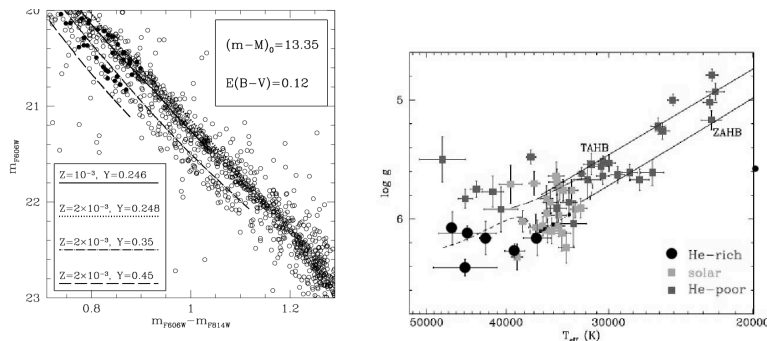 20
21
22
23
m_F606W
0.8
1
1.2
m_F606W−m_F814W
(m−M)₀=13.35
E(B−V)=0.12
Z=10⁻³, Y=0.246
Z=2×10⁻³, Y=0.248
Z=2×10⁻³, Y=0.35
Z=2×10⁻³, Y=0.45
5
6
log g
TAHB
ZAHB
He−rich
solar
He−poor
50000
40000
30000
20000
T_eff (K)